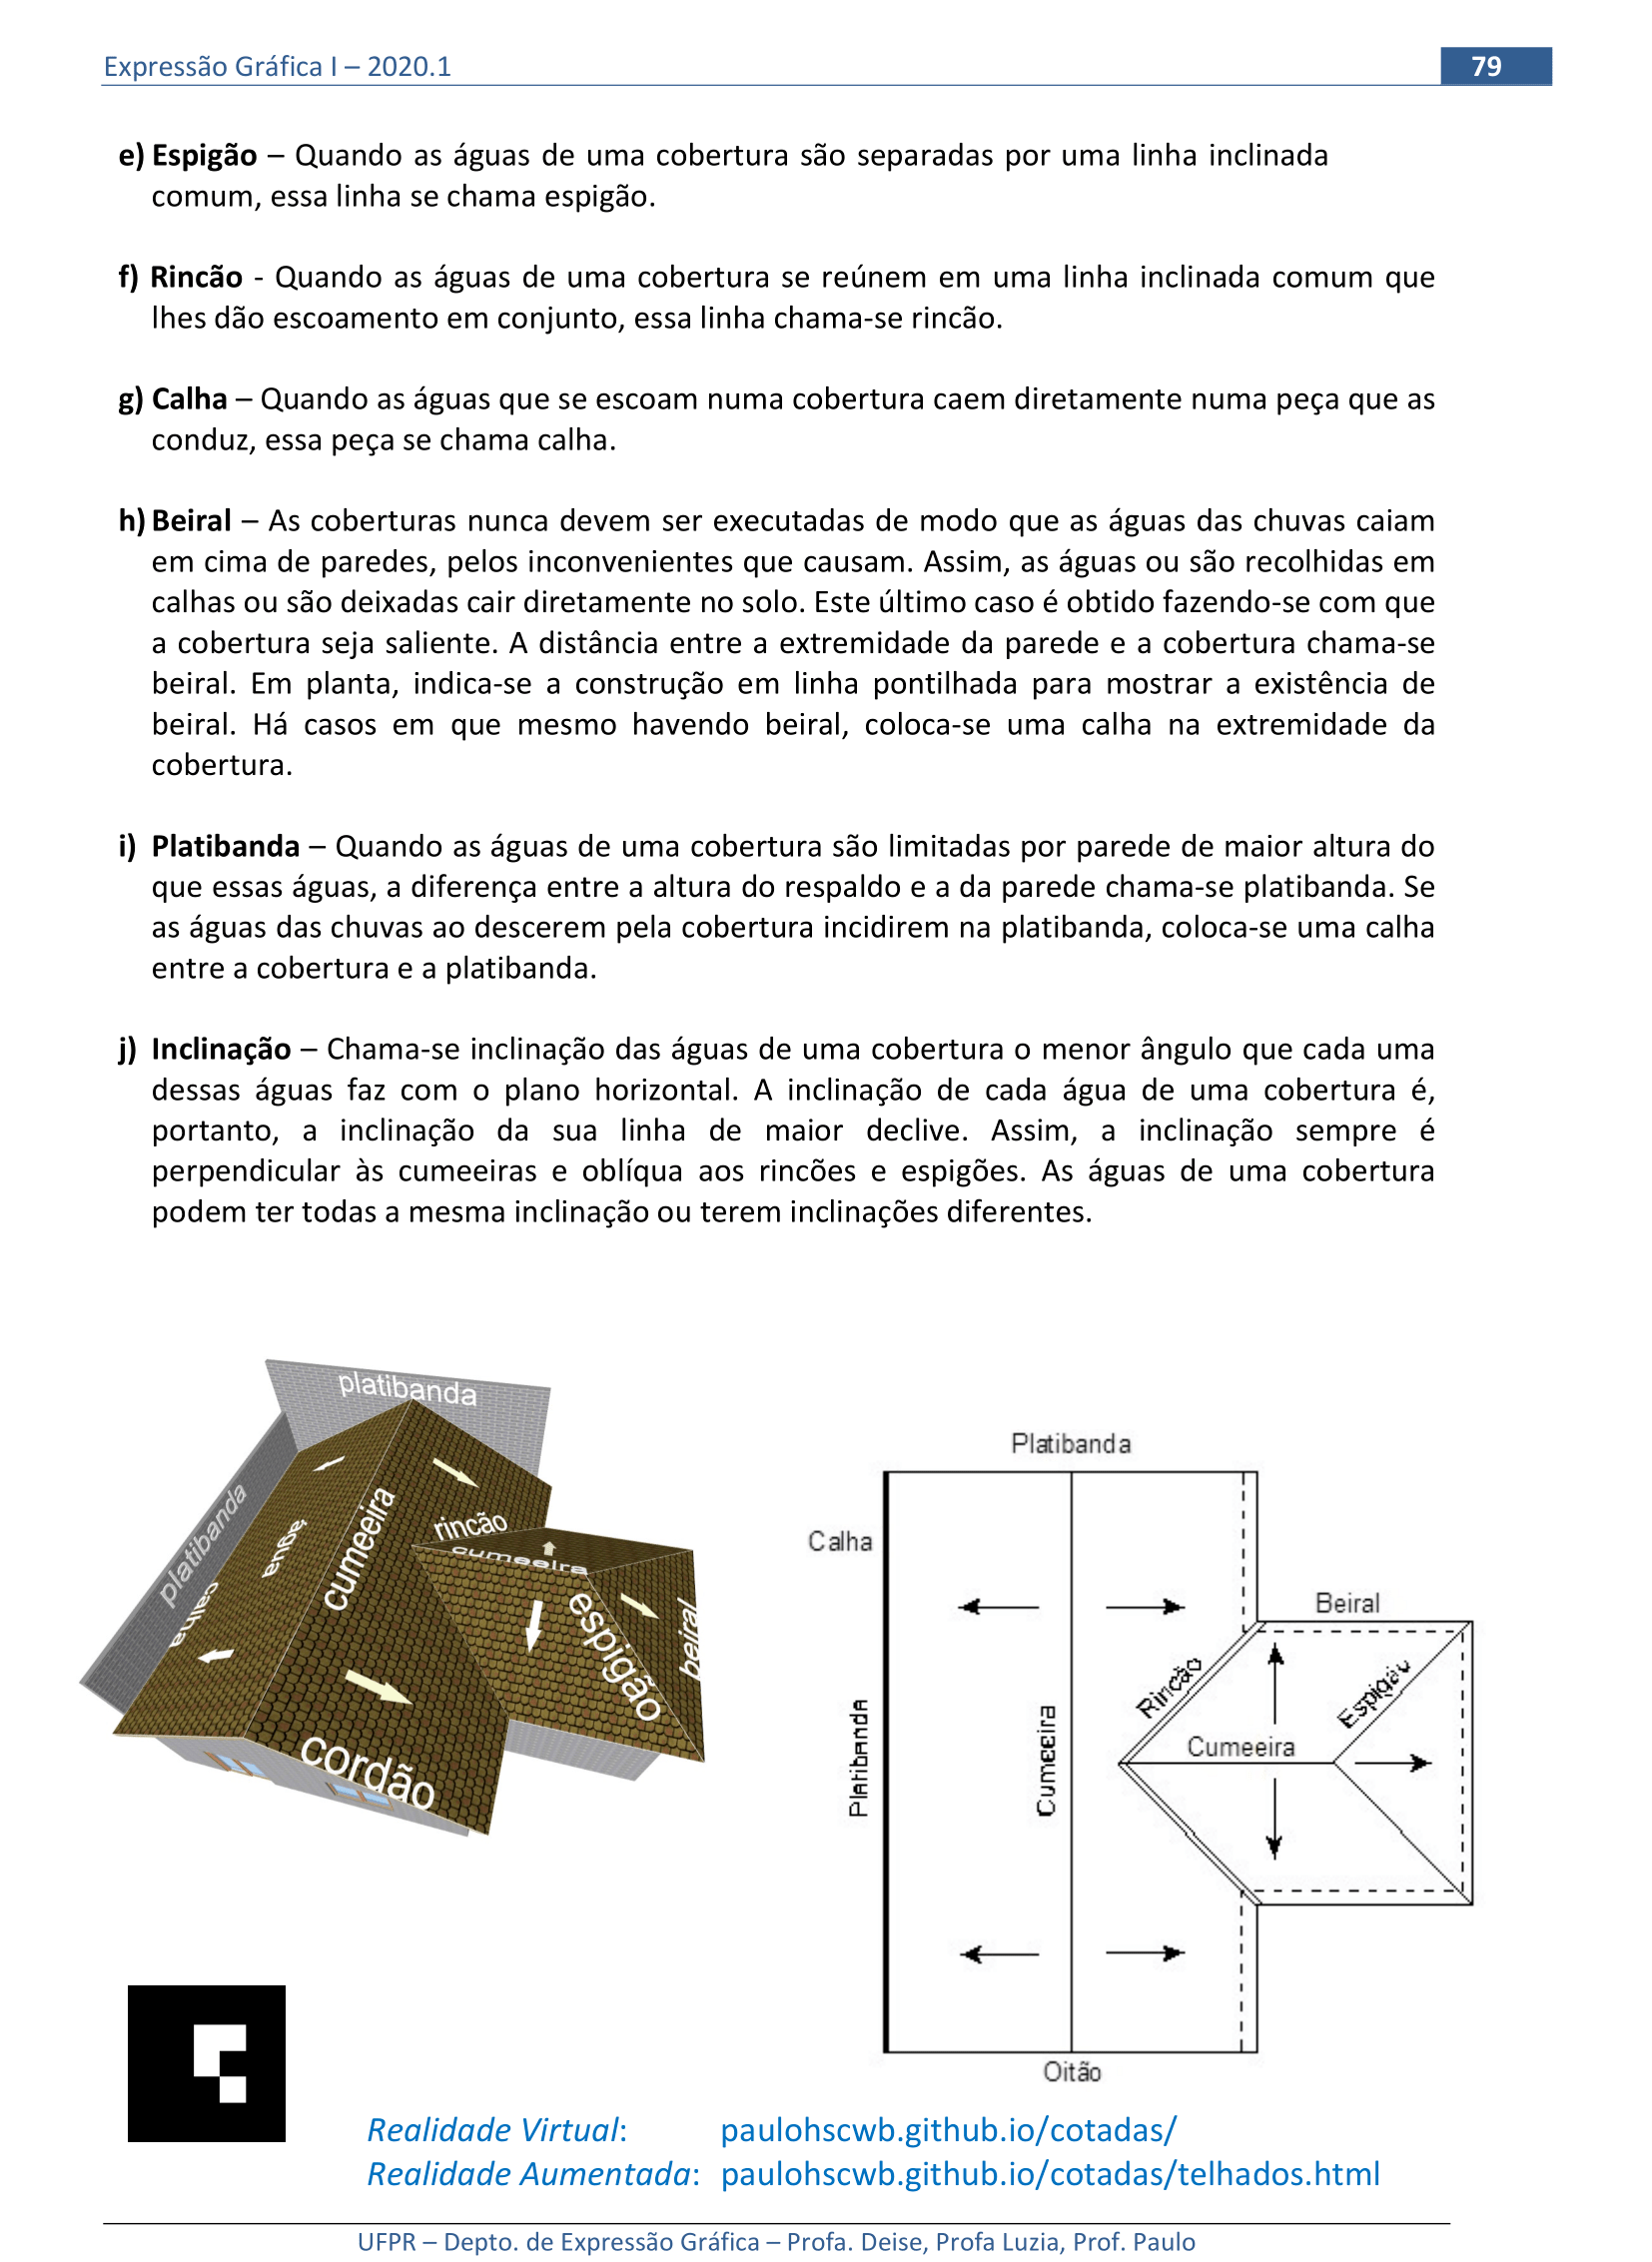 Expressão Gráfica I – 2020.1
79
e) Espigão – Quando as águas de uma cobertura são separadas por uma linha inclinada
comum, essa linha se chama espigão.
f) Rincão - Quando as águas de uma cobertura se reúnem em uma linha inclinada comum que
lhes dão escoamento em conjunto, essa linha chama-se rincão.
g) Calha – Quando as águas que se escoam numa cobertura caem diretamente numa peça que as
conduz, essa peça se chama calha.
h) Beiral – As coberturas nunca devem ser executadas de modo que as águas das chuvas caiam
em cima de paredes, pelos inconvenientes que causam. Assim, as águas ou são recolhidas em
calhas ou são deixadas cair diretamente no solo. Este último caso é obtido fazendo-se com que
a cobertura seja saliente. A distância entre a extremidade da parede e a cobertura chama-se
beiral. Em planta, indica-se a construção em linha pontilhada para mostrar a existência de
beiral. Há casos em que mesmo havendo beiral, coloca-se uma calha na extremidade da
cobertura.
i) Platibanda – Quando as águas de uma cobertura são limitadas por parede de maior altura do
que essas águas, a diferença entre a altura do respaldo e a da parede chama-se platibanda. Se
as águas das chuvas ao descerem pela cobertura incidirem na platibanda, coloca-se uma calha
entre a cobertura e a platibanda.
j) Inclinação – Chama-se inclinação das águas de uma cobertura o menor ângulo que cada uma
dessas águas faz com o plano horizontal. A inclinação de cada água de uma cobertura é,
portanto, a inclinação da sua linha de maior declive. Assim, a inclinação sempre é
perpendicular às cumeeiras e oblíqua aos rincões e espigões. As águas de uma cobertura
podem ter todas a mesma inclinação ou terem inclinações diferentes.
platibanda
platibanda
água
calha
cumeeira
rincão
cumeeira
espigão
beiral
cordão
Platibanda
Calha
Beiral
Rincão
Espigão
Cumeeira
Platibanda
Cumeeira
Oitão
Realidade Virtual: paulohscwb.github.io/cotadas/
Realidade Aumentada: paulohscwb.github.io/cotadas/telhados.html
UFPR – Depto. de Expressão Gráfica – Profa. Deise, Profa Luzia, Prof. Paulo